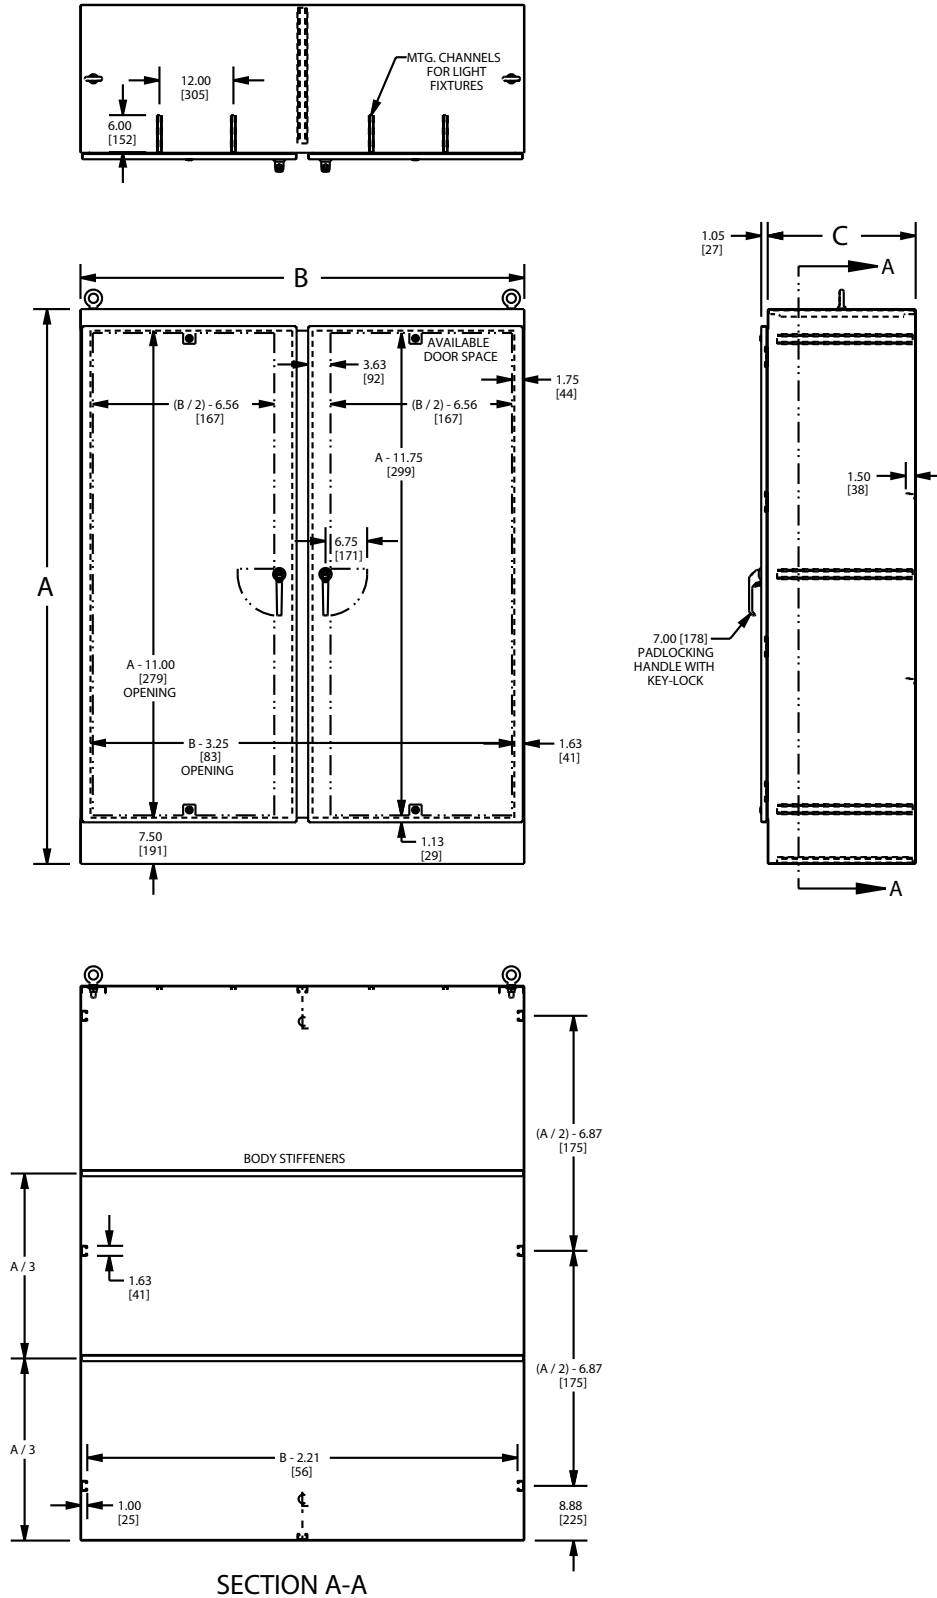 MTG. CHANNELS
FOR LIGHT
FIXTURES
12.00
[305]
6.00
[152]
B
1.05
[27]
C
A
AVAILABLE
DOOR SPACE
3.63
[92]
1.75
[44]
(B / 2) - 6.56
[167]
(B / 2) - 6.56
[167]
A - 11.75
[299]
1.50
[38]
6.75
[171]
A
A - 11.00
[279]
OPENING
7.00 [178]
PADLOCKING
HANDLE WITH
KEY-LOCK
B - 3.25
[83]
OPENING
1.63
[41]
7.50
[191]
1.13
[29]
A
(A / 2) - 6.87
[175]
BODY STIFFENERS
A / 3
1.63
[41]
(A / 2) - 6.87
[175]
A / 3
B - 2.21
[56]
1.00
[25]
8.88
[225]
SECTION A-A